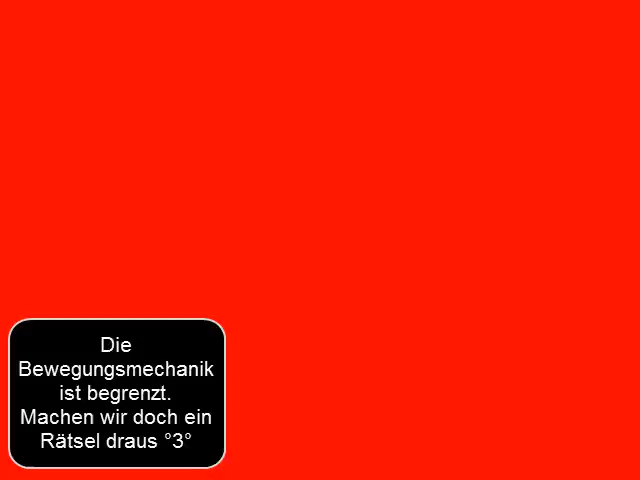 Die
Bewegungsmechanik
ist begrenzt.
Machen wir doch ein
Rätsel draus °3°